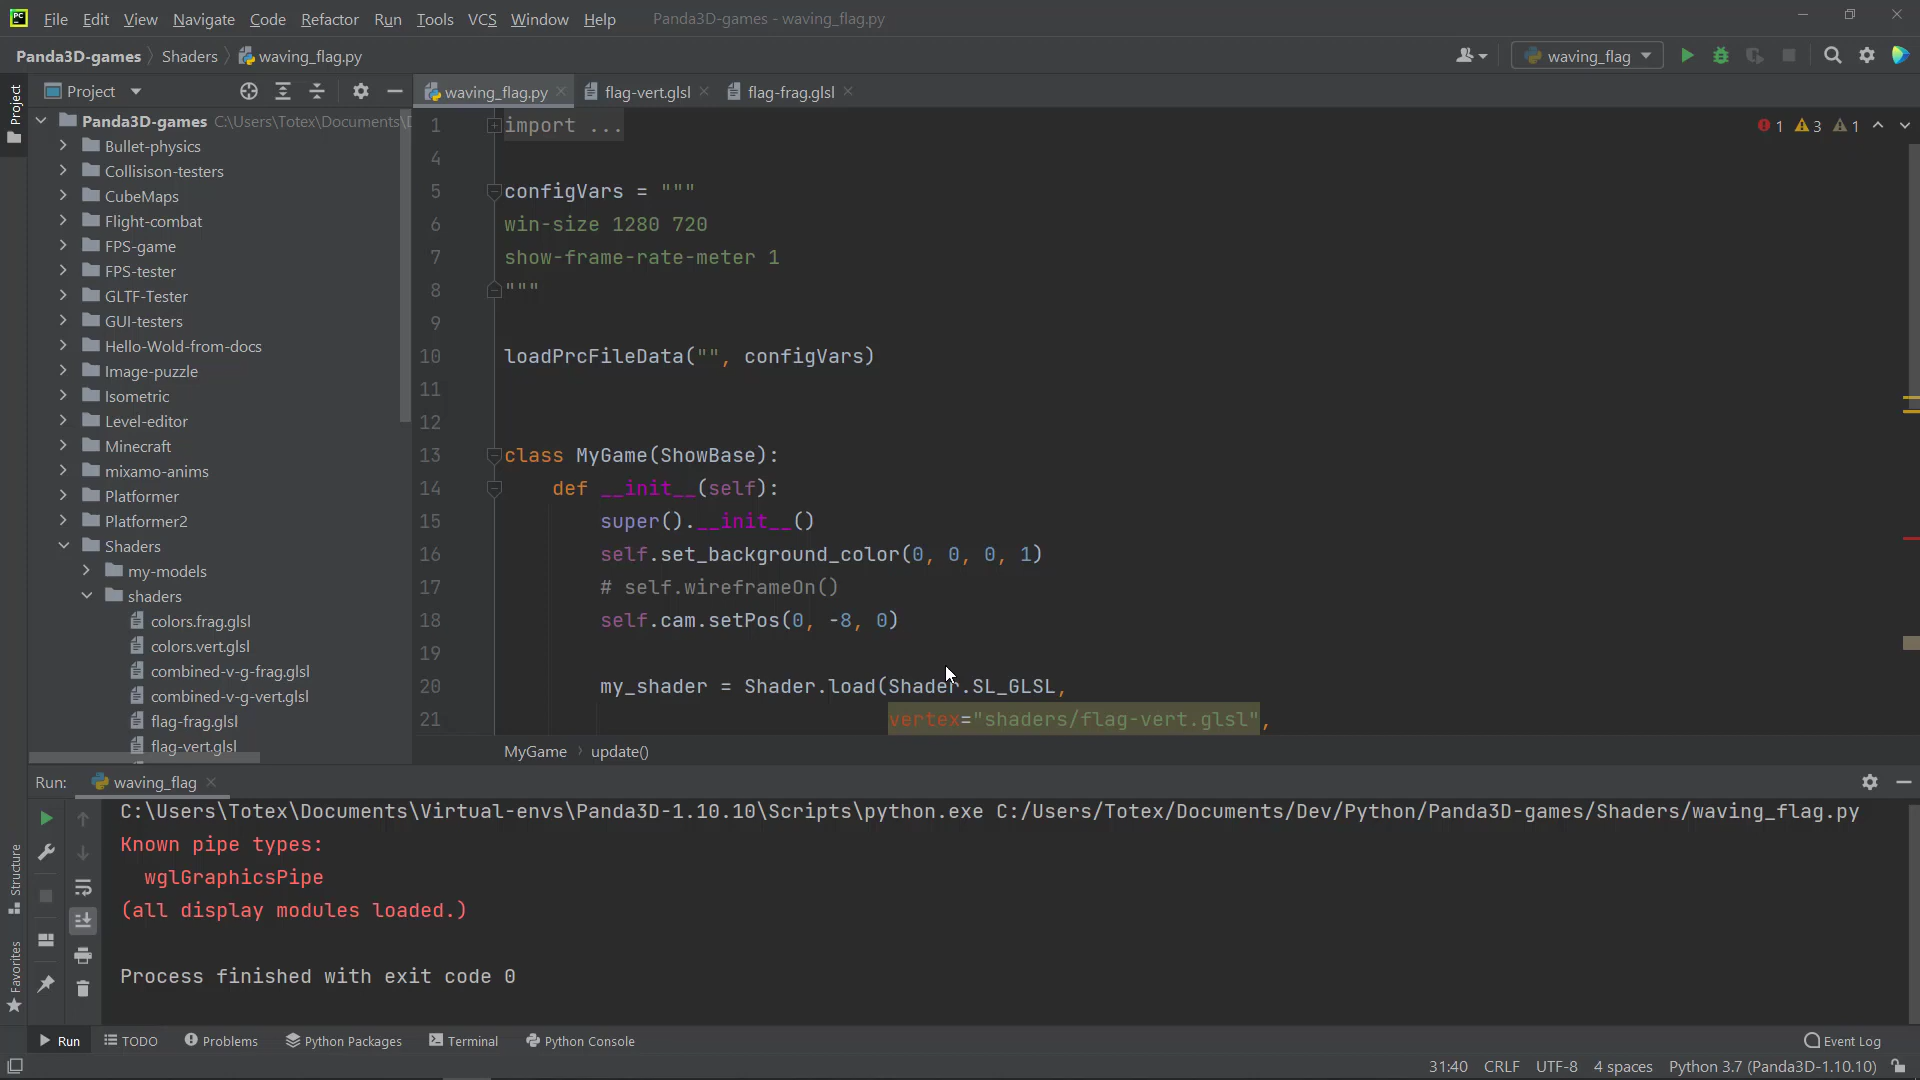 PC File Edit View Navigate Code Refactor Run Tools VCS Window Help Panda3D-games - waving_flag.py
Panda3D-games Shaders waving_flag.py waving_flag
Project
Project
waving_flag.py flag-vert.glsl flag-frag.glsl
Panda3D-games C:\Users\Totex\Documents\
Bullet-physics
Collisison-testers
CubeMaps
Flight-combat
FPS-game
FPS-tester
GLTF-Tester
GUI-testers
Hello-Wold-from-docs
Image-puzzle
Isometric
Level-editor
Minecraft
mixamo-anims
Platformer
Platformer2
Shaders
my-models
shaders
colors.frag.glsl
colors.vert.glsl
combined-v-g-frag.glsl
combined-v-g-vert.glsl
flag-frag.glsl
flag-vert.glsl
1 import ...
1 3 1
4
5 configVars = """
6 win-size 1280 720
7 show-frame-rate-meter 1
8 """
9
10 loadPrcFileData("", configVars)
11
12
13 class MyGame(ShowBase):
14 def __init__(self):
15 super().__init__()
16 self.set_background_color(0, 0, 0, 1)
17 # self.wireframeOn()
18 self.cam.setPos(0, -8, 0)
19
20 my_shader = Shader.load(Shader.SL_GLSL,
21 vertex="shaders/flag-vert.glsl",
MyGame update()
Run: waving_flag
C:\Users\Totex\Documents\Virtual-envs\Panda3D-1.10.10\Scripts\python.exe C:/Users/Totex/Documents/Dev/Python/Panda3D-games/Shaders/waving_flag.py
Known pipe types:
wglGraphicsPipe
(all display modules loaded.)
Process finished with exit code 0
Structure
Favorites
Run TODO Problems Python Packages Terminal Python Console Event Log
31:40 CRLF UTF-8 4 spaces Python 3.7 (Panda3D-1.10.10)